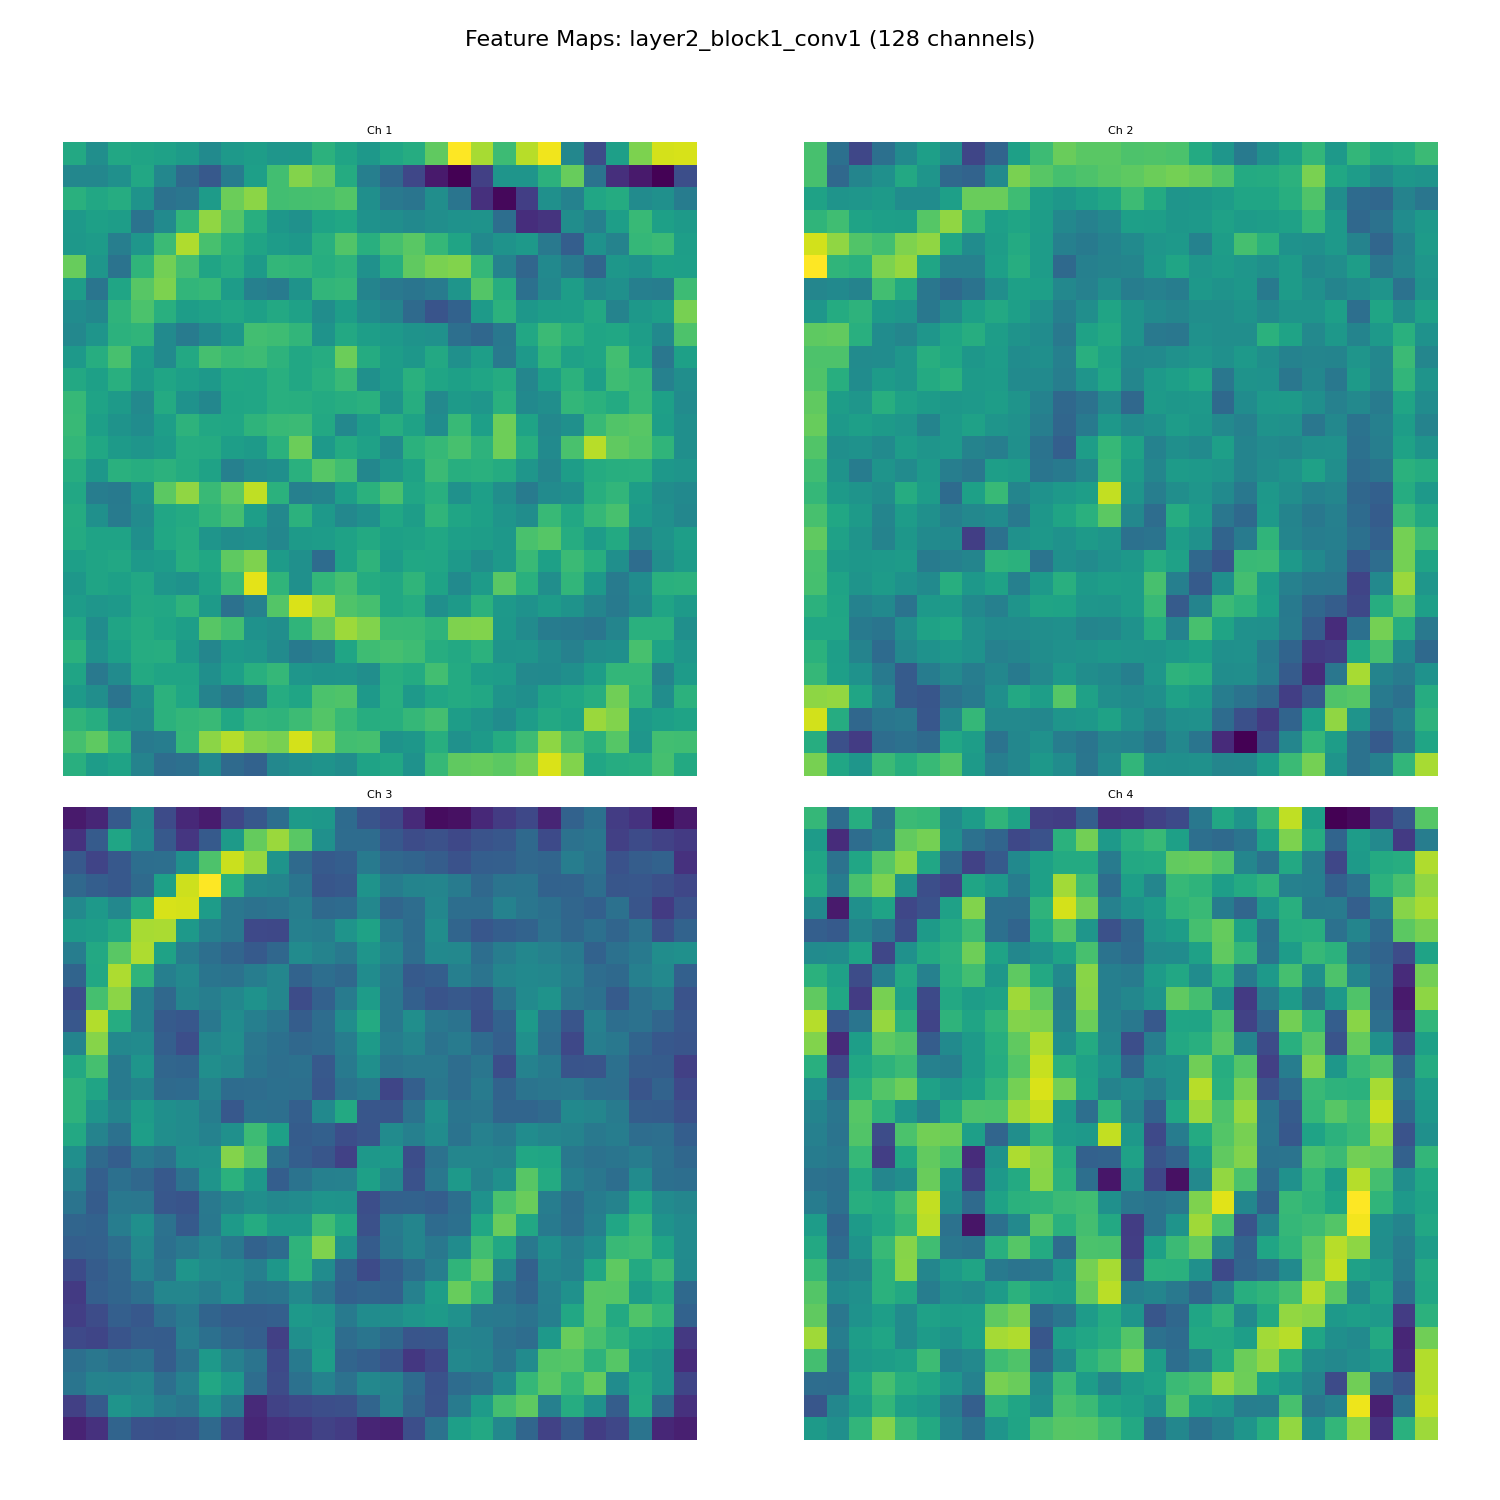 Feature Maps: layer2_block1_conv1 (128 channels)
Ch 1
Ch 2
Ch 3
Ch 4